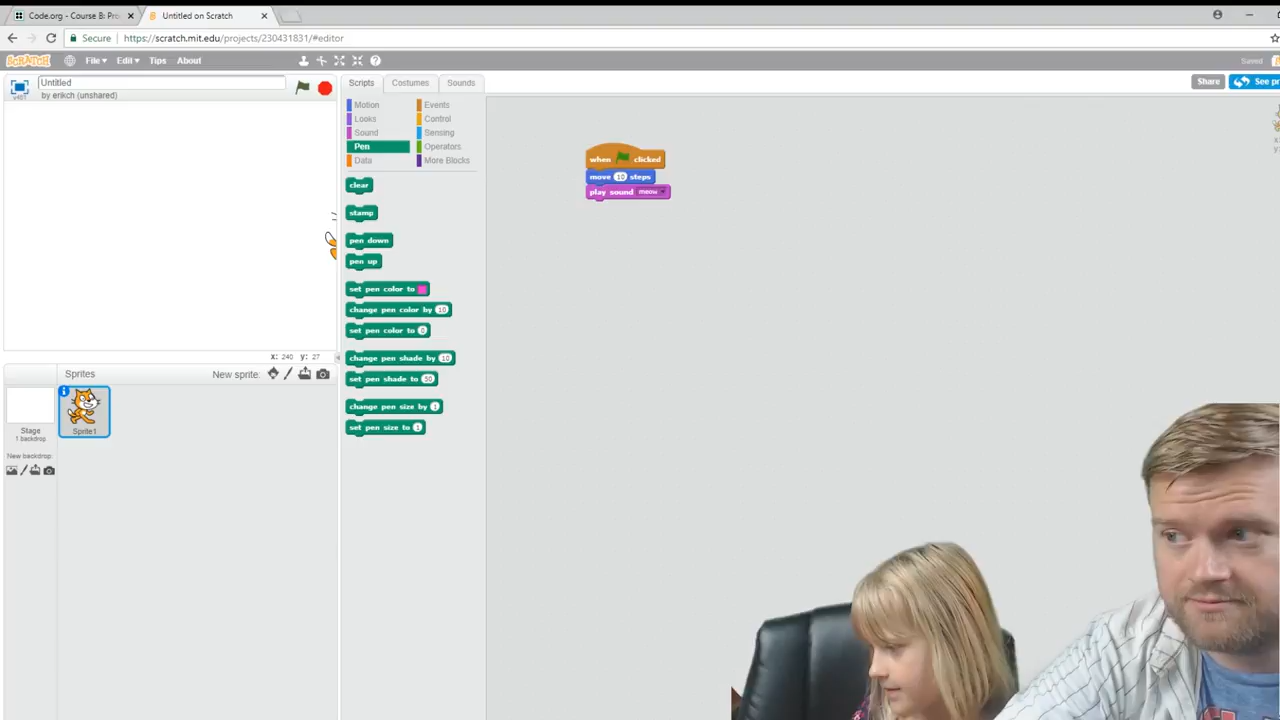 Code.org - Course B: Pro
Untitled on Scratch
Secure https://scratch.mit.edu/projects/230431831/#editor
SCRATCH File Edit Tips About Saved
Untitled
by erikch (unshared)
v461
Scripts Costumes Sounds
Share See pr
Motion Events
Looks Control
Sound Sensing
Pen Operators
Data More Blocks
clear
stamp
pen down
pen up
set pen color to
change pen color by 10
set pen color to 0
change pen shade by 10
set pen shade to 50
change pen size by 1
set pen size to 1
when clicked
move 10 steps
play sound meow
x: 240 y: 27
Sprites New sprite:
Stage
1 backdrop
New backdrop:
Sprite1
x
y: